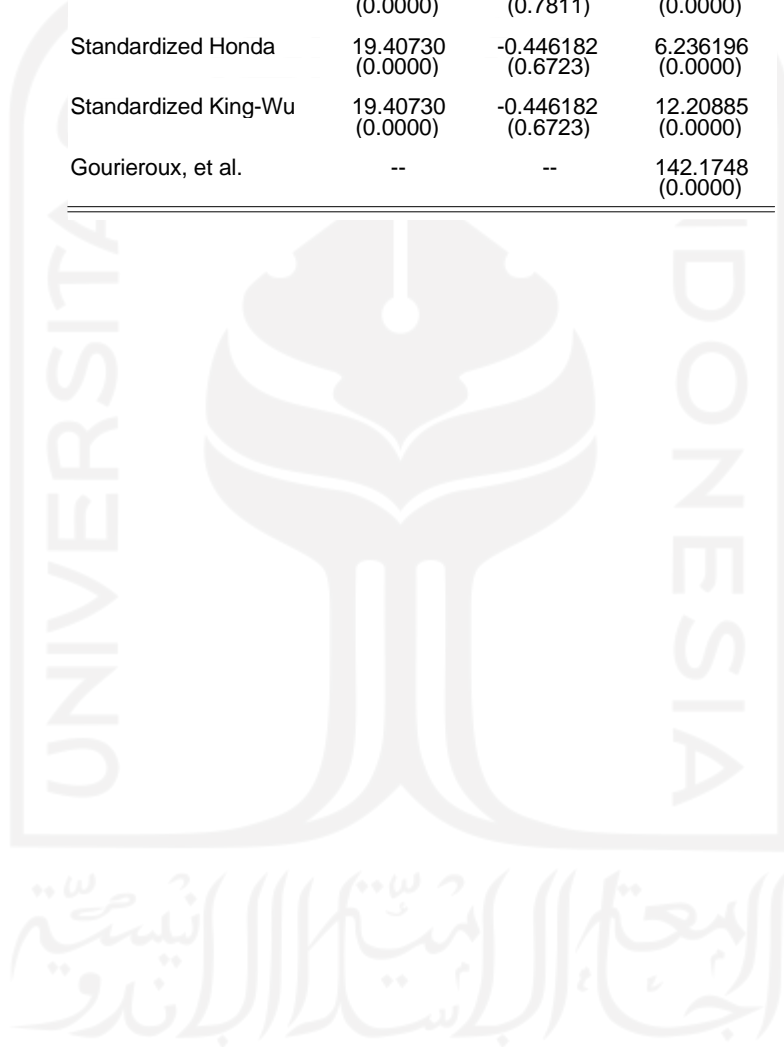 (0.0000) (0.7811) (0.0000)
Standardized Honda 19.40730 -0.446182 6.236196
(0.0000) (0.6723) (0.0000)
Standardized King-Wu 19.40730 -0.446182 12.20885
(0.0000) (0.6723) (0.0000)
Gourieroux, et al. -- -- 142.1748
(0.0000)
UNIVERSITA
DONESIA